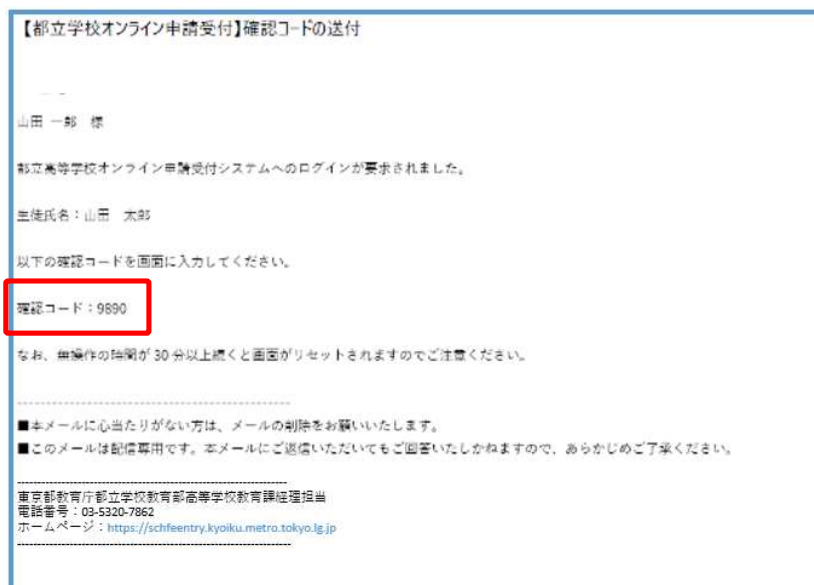 【都立学校オンライン申請受付】確認コードの送付
山田 一郎 様
都立高等学校オンライン申請受付システムへのログインが要求されました。
生徒氏名：山田 太郎
以下の確認コードを画面に入力してください。
確認コード：9890
なお、無操作の時間が 30 分以上続くと画面がリセットされますのでご注意ください。
----------------------------------------------
■本メールに心当たりがない方は、メールの削除をお願いいたします。
■このメールは配信専用です。本メールにご返信いただいてもご回答いたしかねますので、あらかじめご了承ください。
----------------------------------------------
東京都教育庁都立学校教育部高等学校教育課経理担当
電話番号：03-5320-7862
ホームページ：https://schfeentry.kyoiku.metro.tokyo.lg.jp
----------------------------------------------